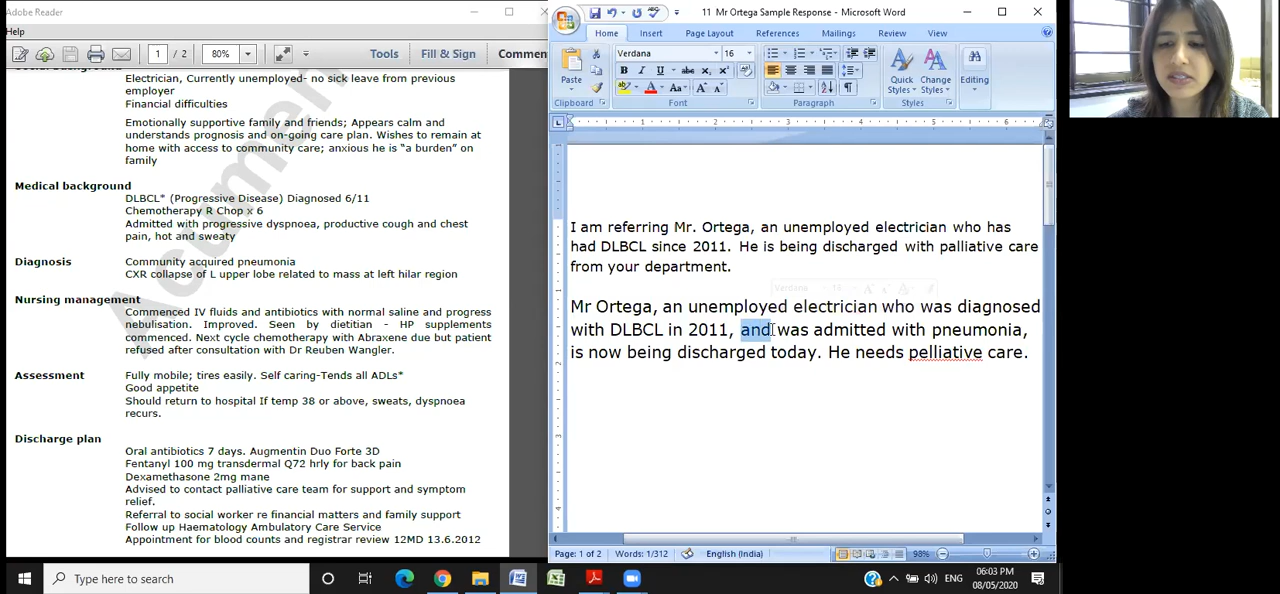 Adobe Reader
Help
1 / 2
80%
Tools
Fill & Sign
Commen
Electrician, Currently unemployed- no sick leave from previous
employer
Financial difficulties
Emotionally supportive family and friends; Appears calm and
understands prognosis and on-going care plan. Wishes to remain at
home with access to community care; anxious he is "a burden" on
family
Medical background
DLBCL* (Progressive Disease) Diagnosed 6/11
Chemotherapy R Chop x 6
Admitted with progressive dyspnoea, productive cough and chest
pain, hot and sweaty
Diagnosis
Community acquired pneumonia
CXR collapse of L upper lobe related to mass at left hilar region
Nursing management
Commenced IV fluids and antibiotics with normal saline and progress
nebulisation. Improved. Seen by dietitian - HP supplements
commenced. Next cycle chemotherapy with Abraxene due but patient
refused after consultation with Dr Reuben Wangler.
Assessment
Fully mobile; tires easily. Self caring-Tends all ADLs*
Good appetite
Should return to hospital If temp 38 or above, sweats, dyspnoea
recurs.
Discharge plan
Oral antibiotics 7 days. Augmentin Duo Forte 3D
Fentanyl 100 mg transdermal Q72 hrly for back pain
Dexamethasone 2mg mane
Advised to contact palliative care team for support and symptom
relief.
Referral to social worker re financial matters and family support
Follow up Haematology Ambulatory Care Service
Appointment for blood counts and registrar review 12MD 13.6.2012
11 Mr Ortega Sample Response - Microsoft Word
Home Insert Page Layout References Mailings Review View
Verdana 16
Paste
Quick Styles
Change Styles
Editing
Clipboard Font Paragraph Styles
I am referring Mr. Ortega, an unemployed electrician who has
had DLBCL since 2011. He is being discharged with palliative care
from your department.
Mr Ortega, an unemployed electrician who was diagnosed
with DLBCL in 2011, and was admitted with pneumonia,
is now being discharged today. He needs pelliative care.
Page: 1 of 2 Words: 1/312 English (India) 98%
Type here to search
ENG
06:03 PM
08/05/2020